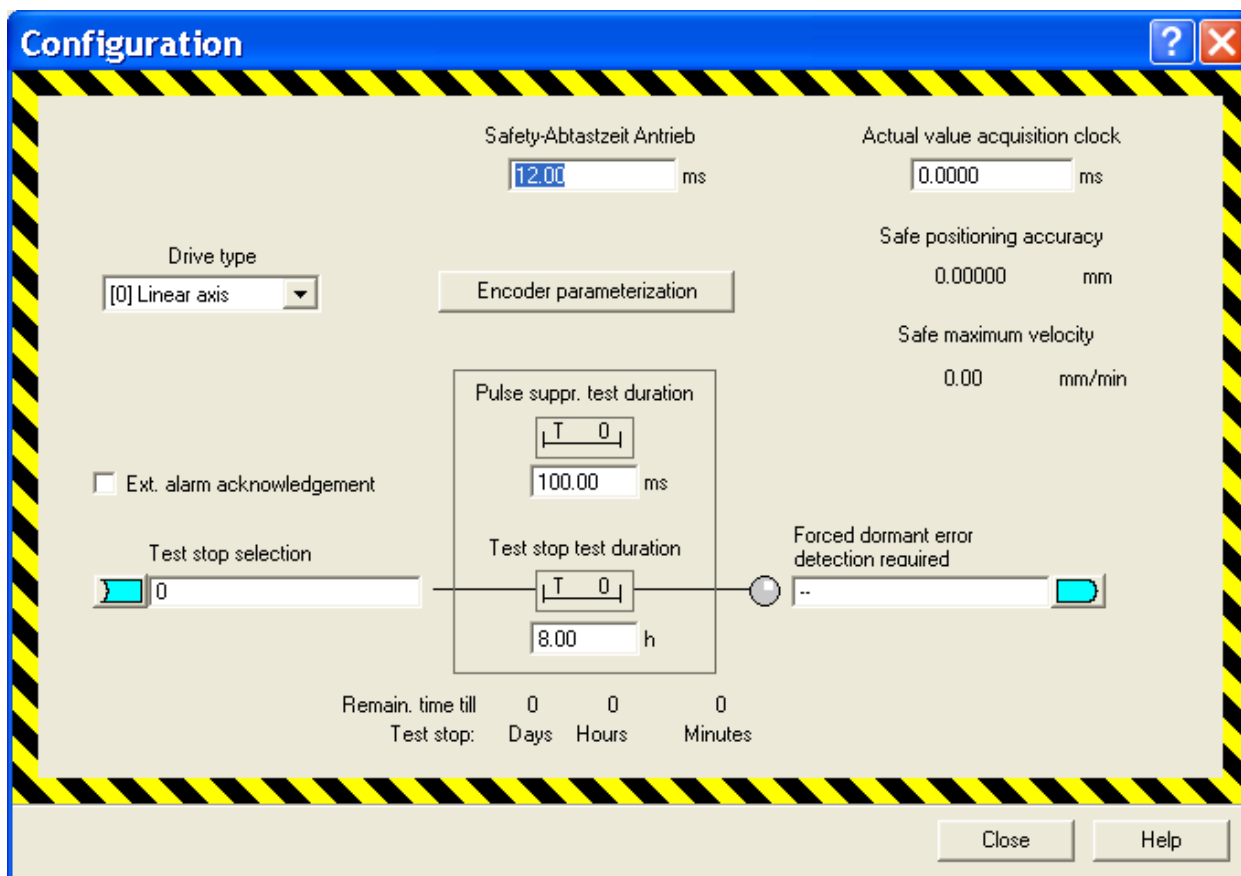 Configuration
?
Safety-Abtastzeit Antrieb
12.00 ms
Actual value acquisition clock
0.0000 ms
Safe positioning accuracy
0.00000 mm
Drive type
[0] Linear axis
Encoder parameterization
Safe maximum velocity
0.00 mm/min
Pulse suppr. test duration
T 0
100.00 ms
Ext. alarm acknowledgement
Test stop selection
0
Test stop test duration
T 0
8.00 h
Forced dormant error
detection required
--
Remain. time till 0 0 0
Test stop: Days Hours Minutes
Close Help